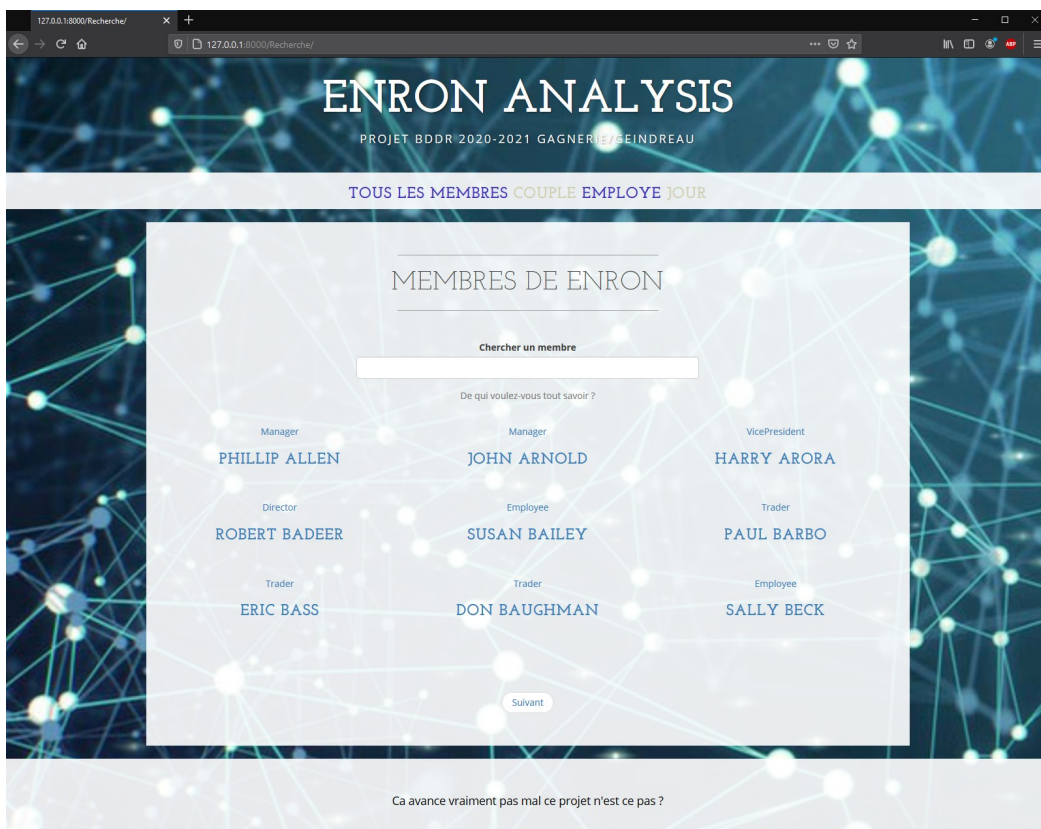 127.0.0.1:8000/Recherche/
127.0.0.1:8000/Recherche/
ABP
ENRON ANALYSIS
PROJET BDDR 2020-2021 GAGNERIE/GEINDREAU
TOUS LES MEMBRES COUPLE EMPLOYE JOUR
MEMBRES DE ENRON
Chercher un membre
De qui voulez-vous tout savoir ?
Manager Manager VicePresident
PHILLIP ALLEN JOHN ARNOLD HARRY ARORA
Director Employee Trader
ROBERT BADEER SUSAN BAILEY PAUL BARBO
Trader Trader Employee
ERIC BASS DON BAUGHMAN SALLY BECK
Suivant
Ca avance vraiment pas mal ce projet n'est ce pas ?